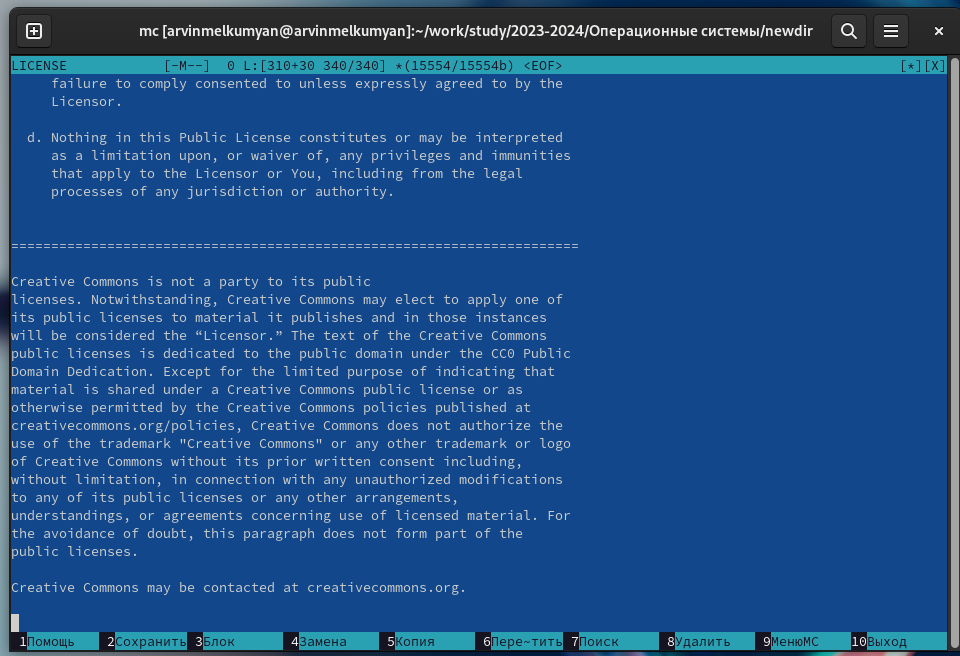 mc [arvinmelkumyan@arvinmelkumyan]:~/work/study/2023-2024/Операционные системы/newdir
LICENSE [-M--] 0 L:[310+30 340/340] *(15554/15554b) <EOF> [*][X]
failure to comply consented to unless expressly agreed to by the
Licensor.
d. Nothing in this Public License constitutes or may be interpreted
as a limitation upon, or waiver of, any privileges and immunities
that apply to the Licensor or You, including from the legal
processes of any jurisdiction or authority.
=======================================================================
Creative Commons is not a party to its public
licenses. Notwithstanding, Creative Commons may elect to apply one of
its public licenses to material it publishes and in those instances
will be considered the “Licensor.” The text of the Creative Commons
public licenses is dedicated to the public domain under the CC0 Public
Domain Dedication. Except for the limited purpose of indicating that
material is shared under a Creative Commons public license or as
otherwise permitted by the Creative Commons policies published at
creativecommons.org/policies, Creative Commons does not authorize the
use of the trademark "Creative Commons" or any other trademark or logo
of Creative Commons without its prior written consent including,
without limitation, in connection with any unauthorized modifications
to any of its public licenses or any other arrangements,
understandings, or agreements concerning use of licensed material. For
the avoidance of doubt, this paragraph does not form part of the
public licenses.
Creative Commons may be contacted at creativecommons.org.
1Помощь 2Сохранить 3Блок 4Замена 5Копия 6Пере~тить 7Поиск 8Удалить 9МенюMC 10Выход